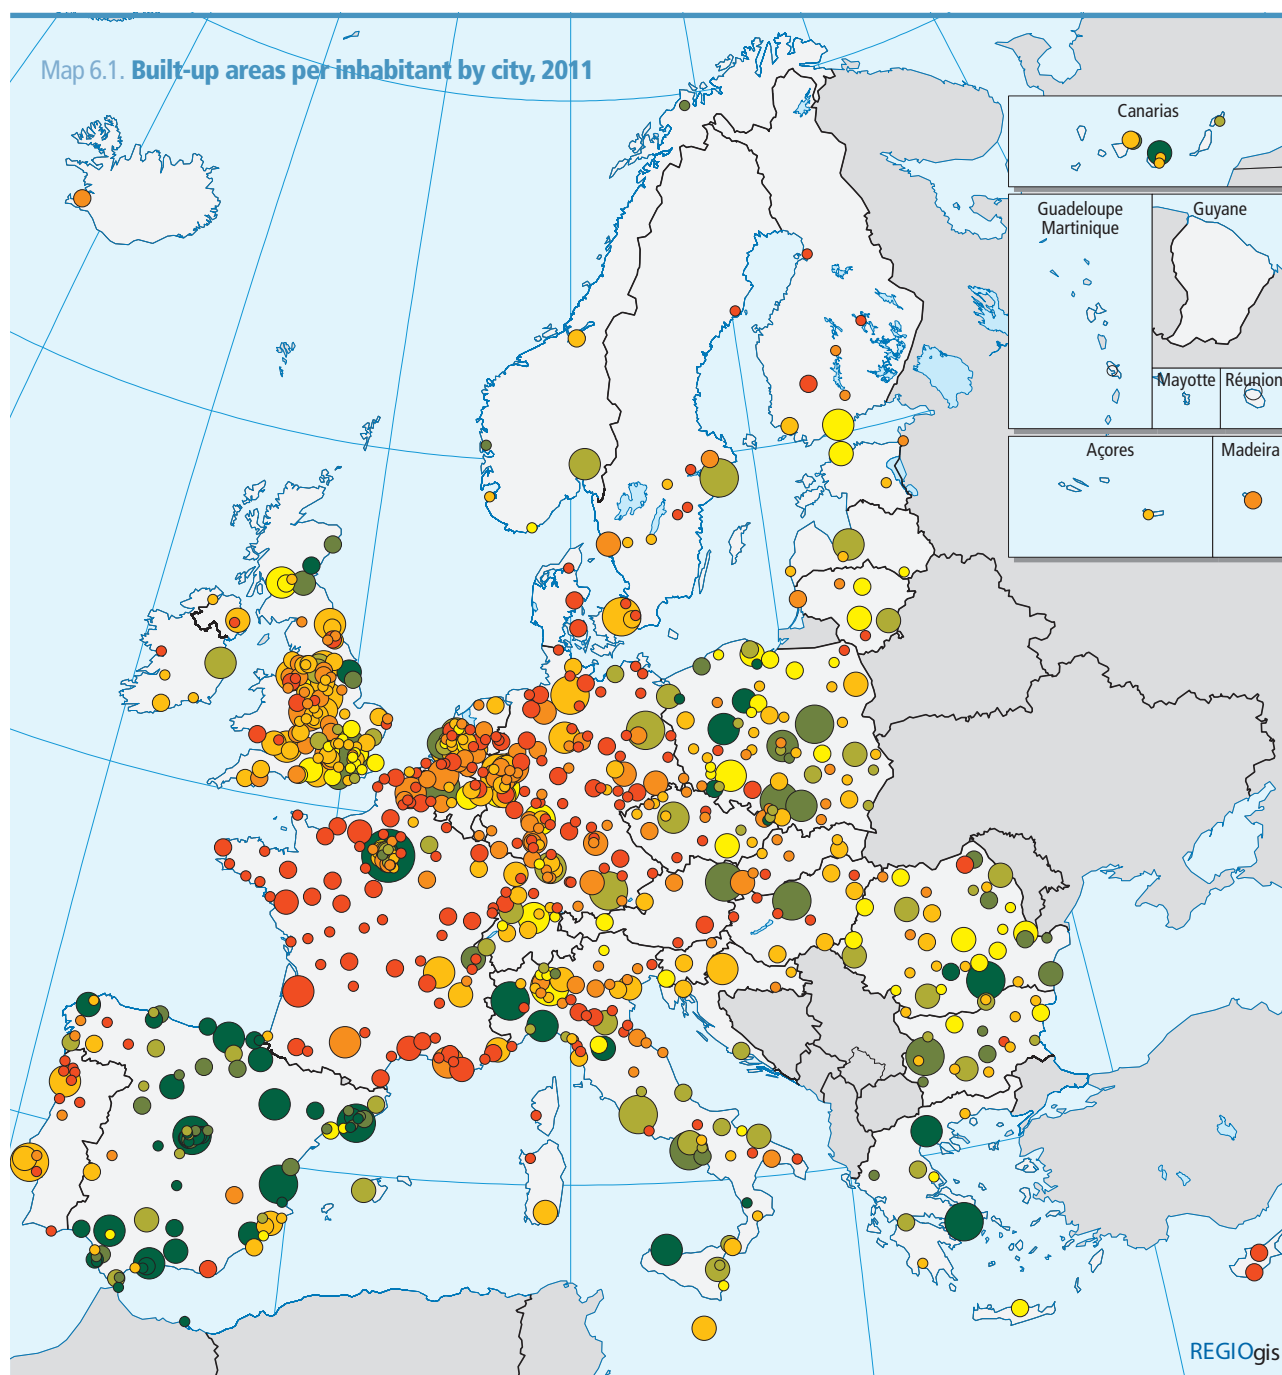 Map 6.1. Built-up areas per inhabitant by city, 2011
Canarias
Guadeloupe
Martinique
Guyane
Mayotte
Réunion
Açores
Madeira
REGIOgis